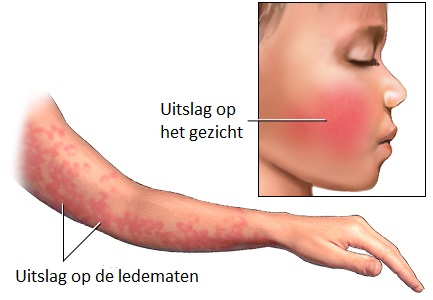 Uitslag op
het gezicht
Uitslag op de ledematen